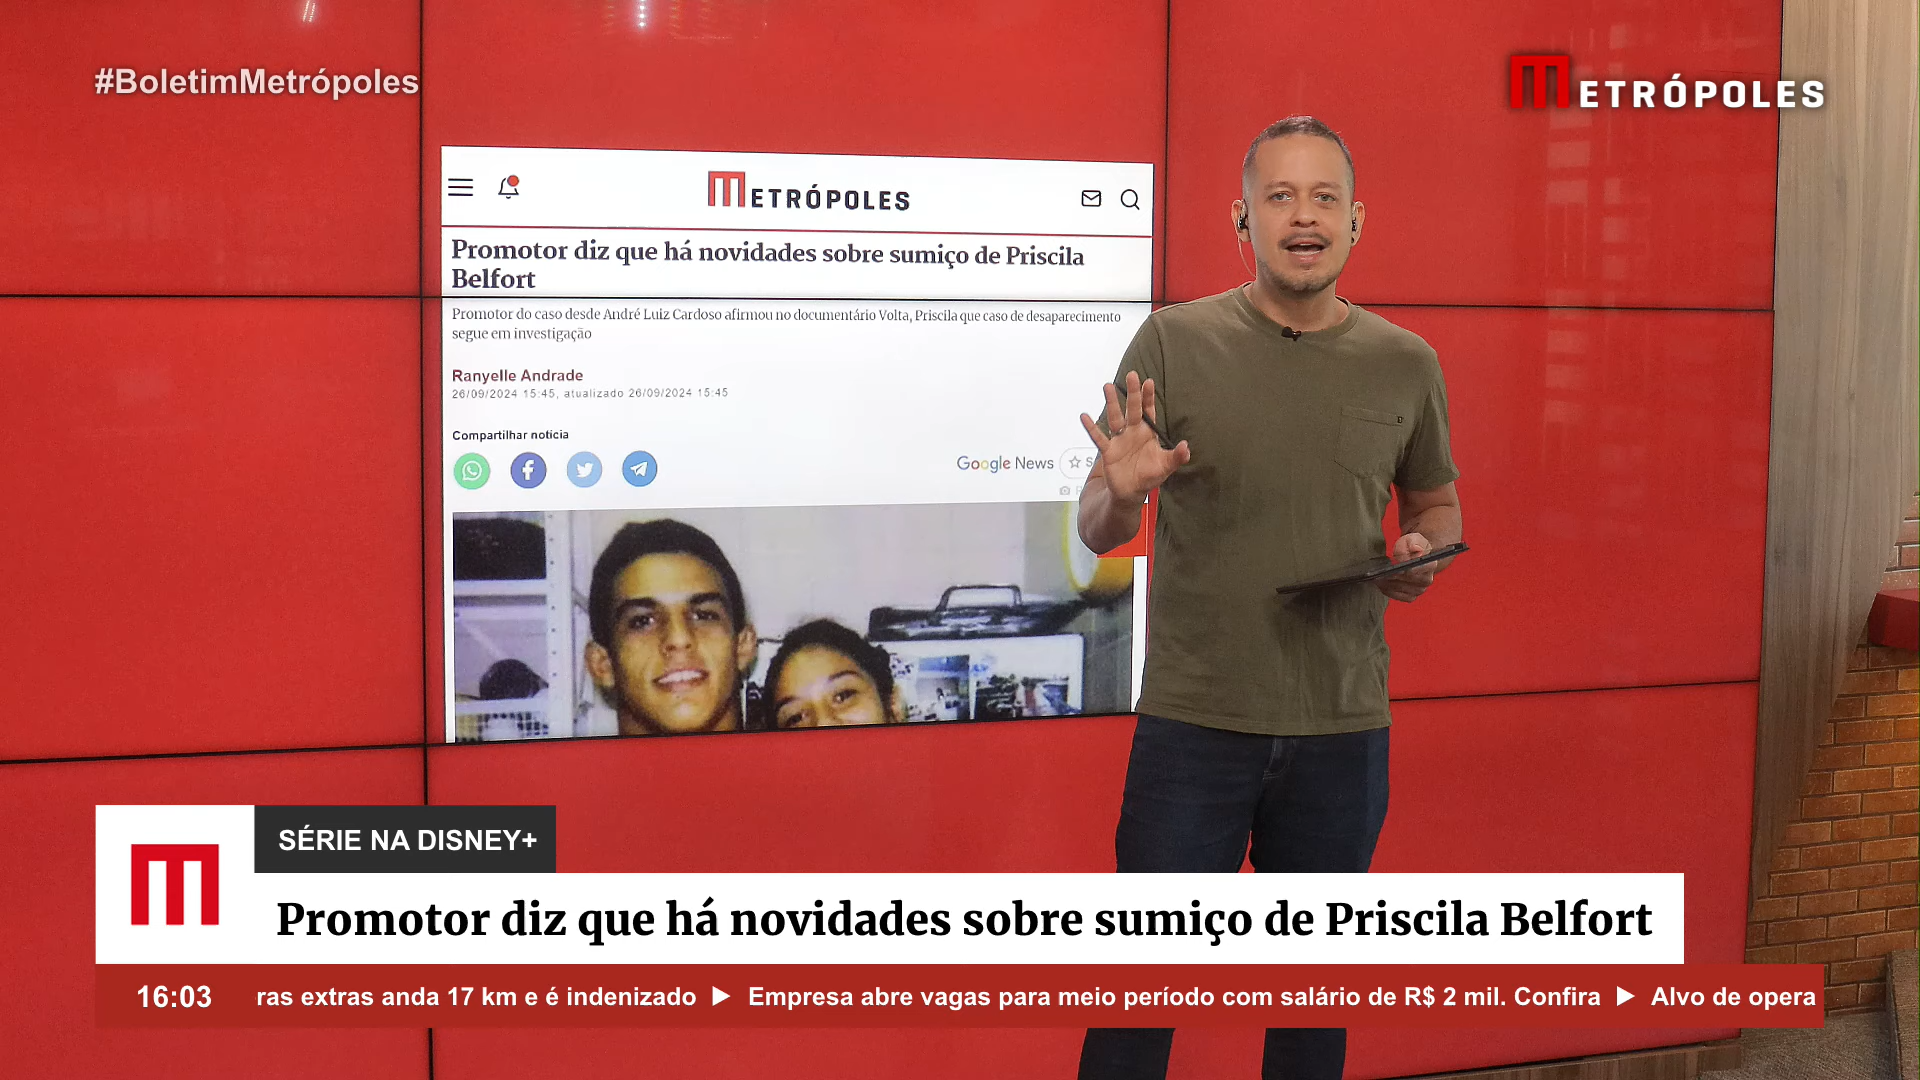 #BoletimMetrópoles
METRÓPOLES
METRÓPOLES
Promotor diz que há novidades sobre sumiço de Priscila
Belfort
Promotor do caso desde André Luiz Cardoso afirmou no documentário Volta, Priscila que caso de desaparecimento
segue em investigação
Ranyelle Andrade
26/09/2024 15:45, atualizado 26/09/2024 15:45
Compartilhar notícia
Google News
SÉRIE NA DISNEY+
M
Promotor diz que há novidades sobre sumiço de Priscila Belfort
16:03
ras extras anda 17 km e é indenizado ▶ Empresa abre vagas para meio período com salário de R$ 2 mil. Confira ▶ Alvo de opera